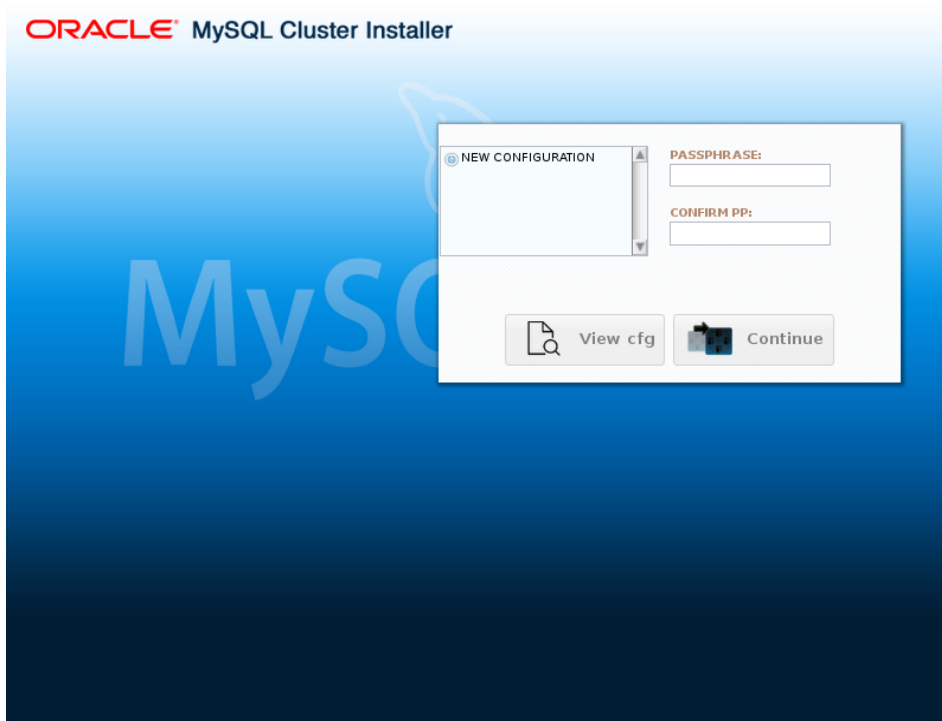 ORACLE® MySQL Cluster Installer
NEW CONFIGURATION
PASSPHRASE:
CONFIRM PP:
MySQ
View cfg
Continue